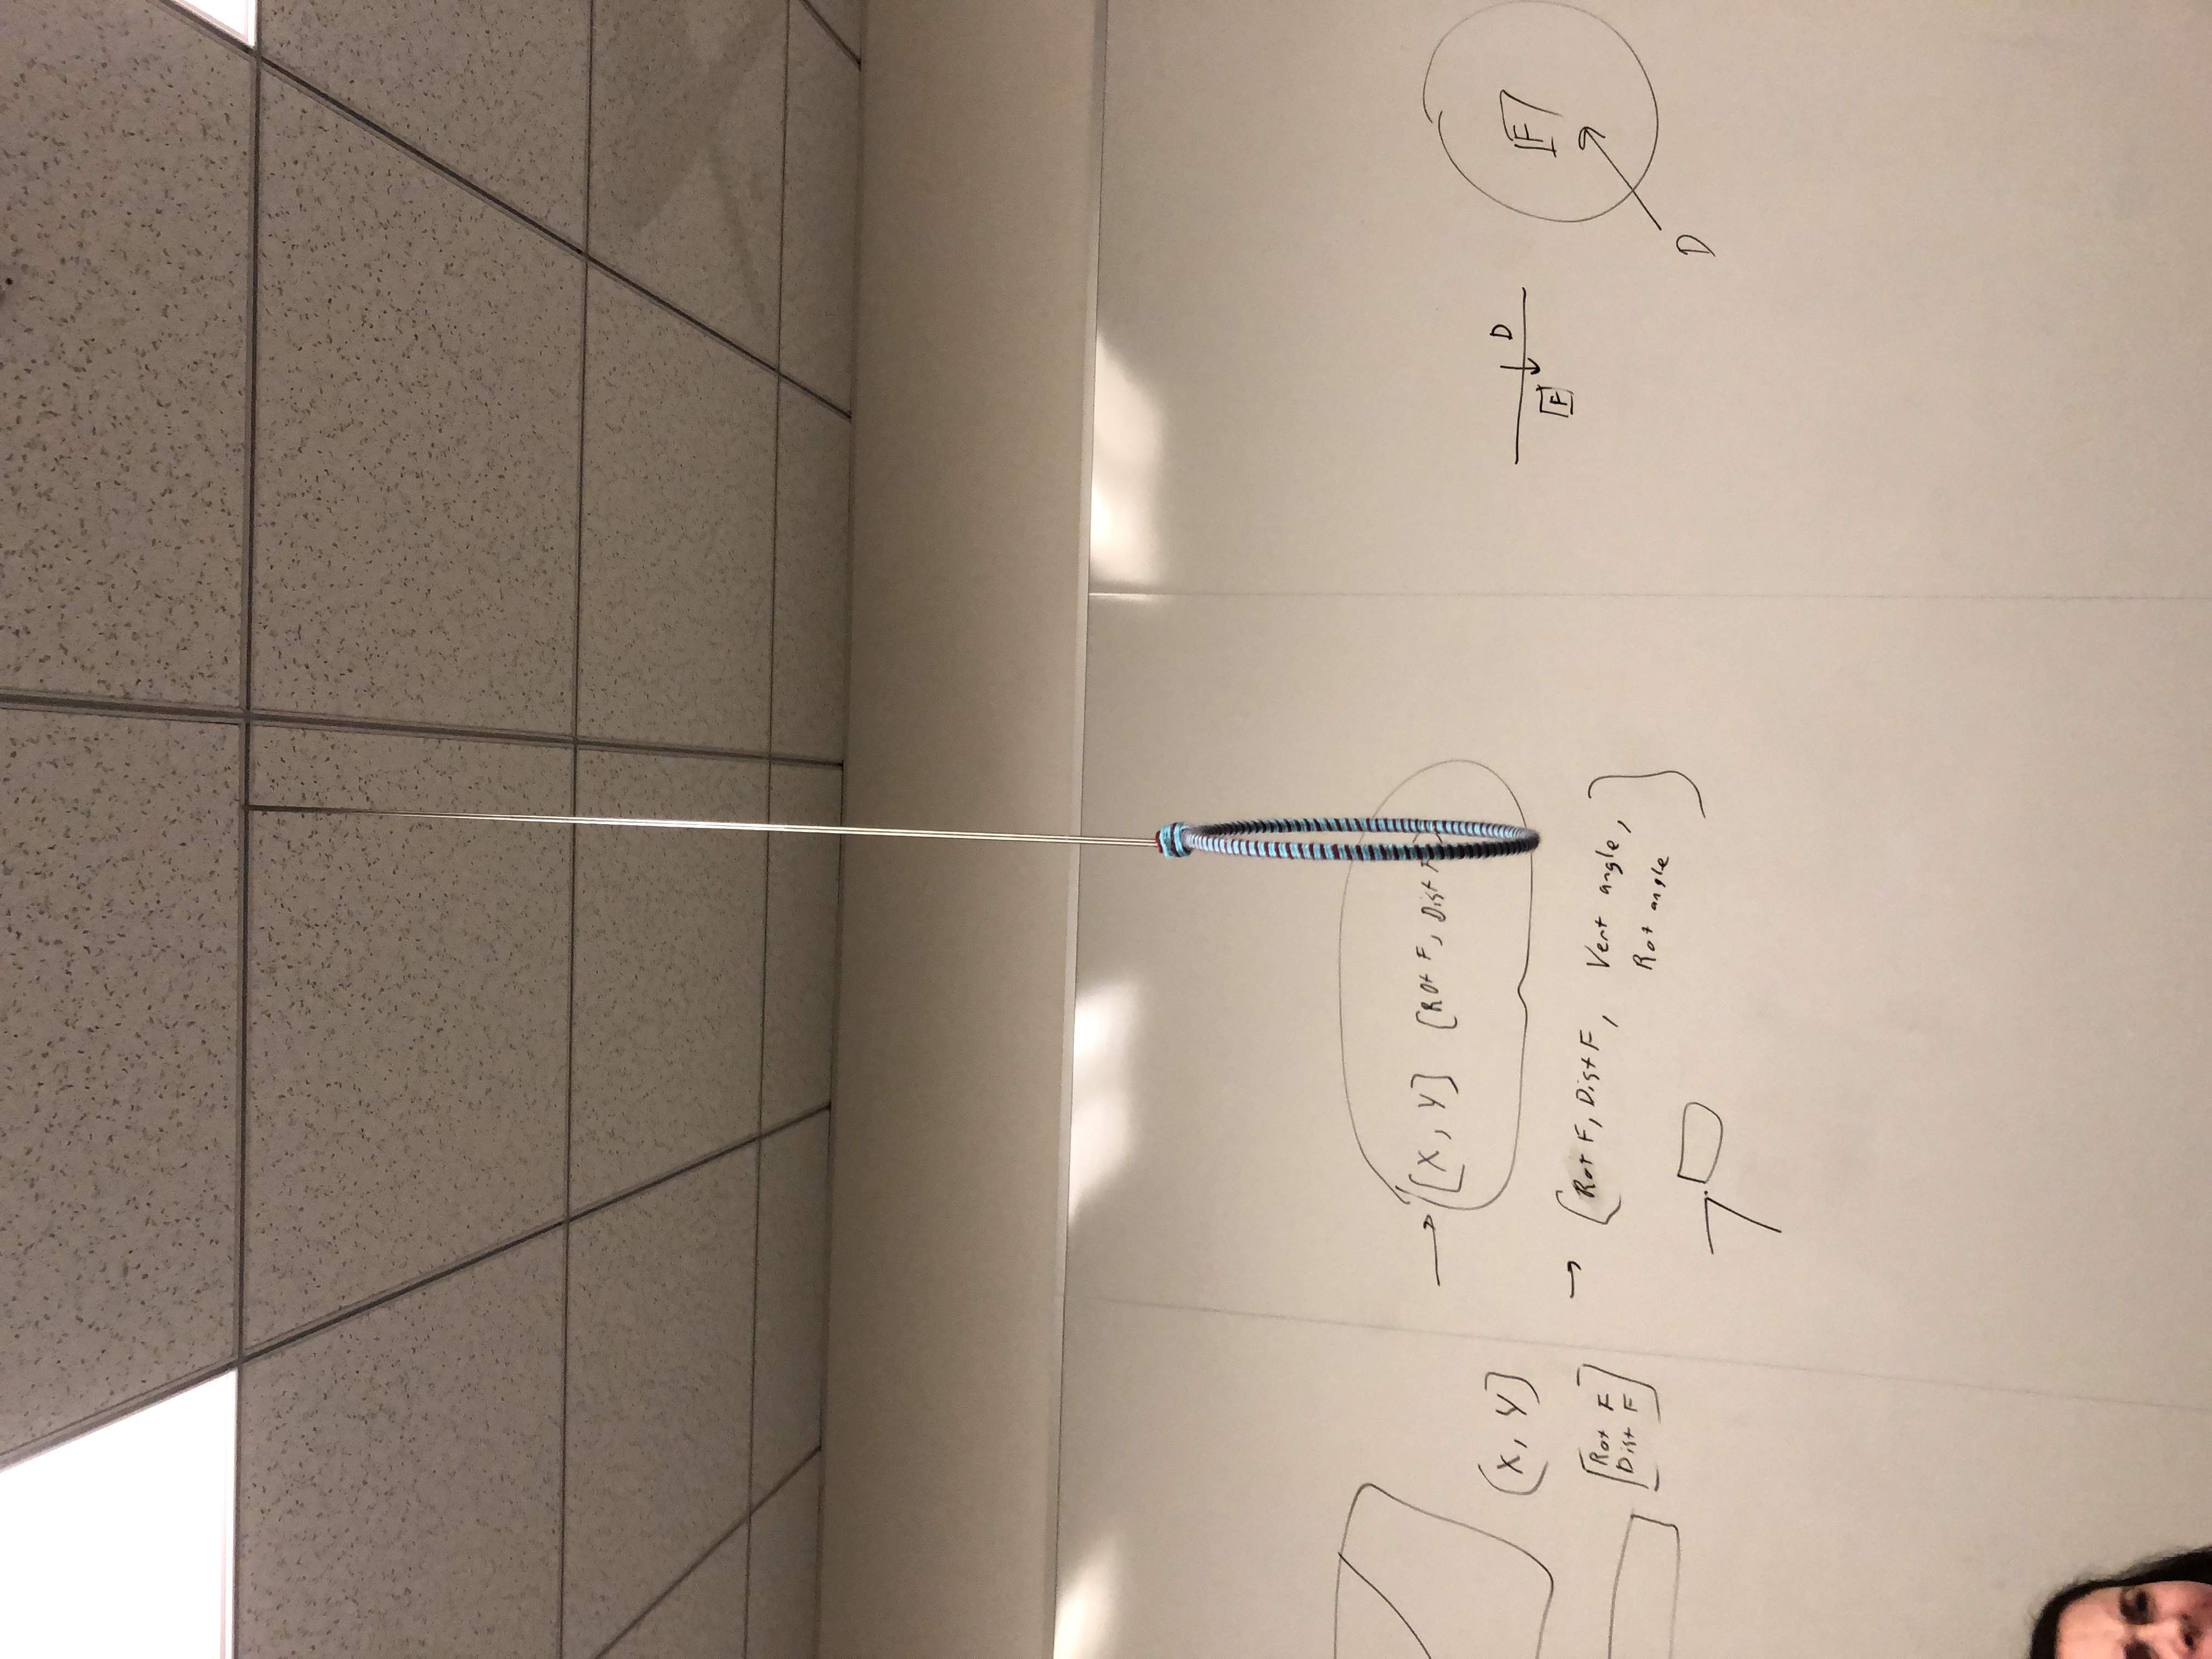 [X, Y] [Rot F, Dist F]
[X, Y]
[Rot F
Dist F]
[Rot F, Dist F, Vert angle,
Rot angle]
D
F
F
D